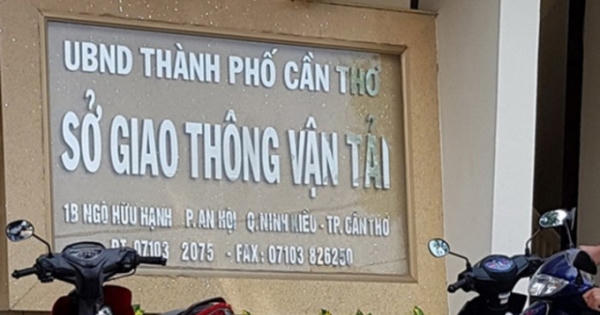 UBND THÀNH PHỐ CẦN THƠ
SỞ GIAO THÔNG VẬN TẢI
1B NGÔ HỮU HẠNH P. AN HỘI Q. NINH KIỀU - TP. CẦN THƠ
ĐT. 07103 2075 - FAX: 07103 826250